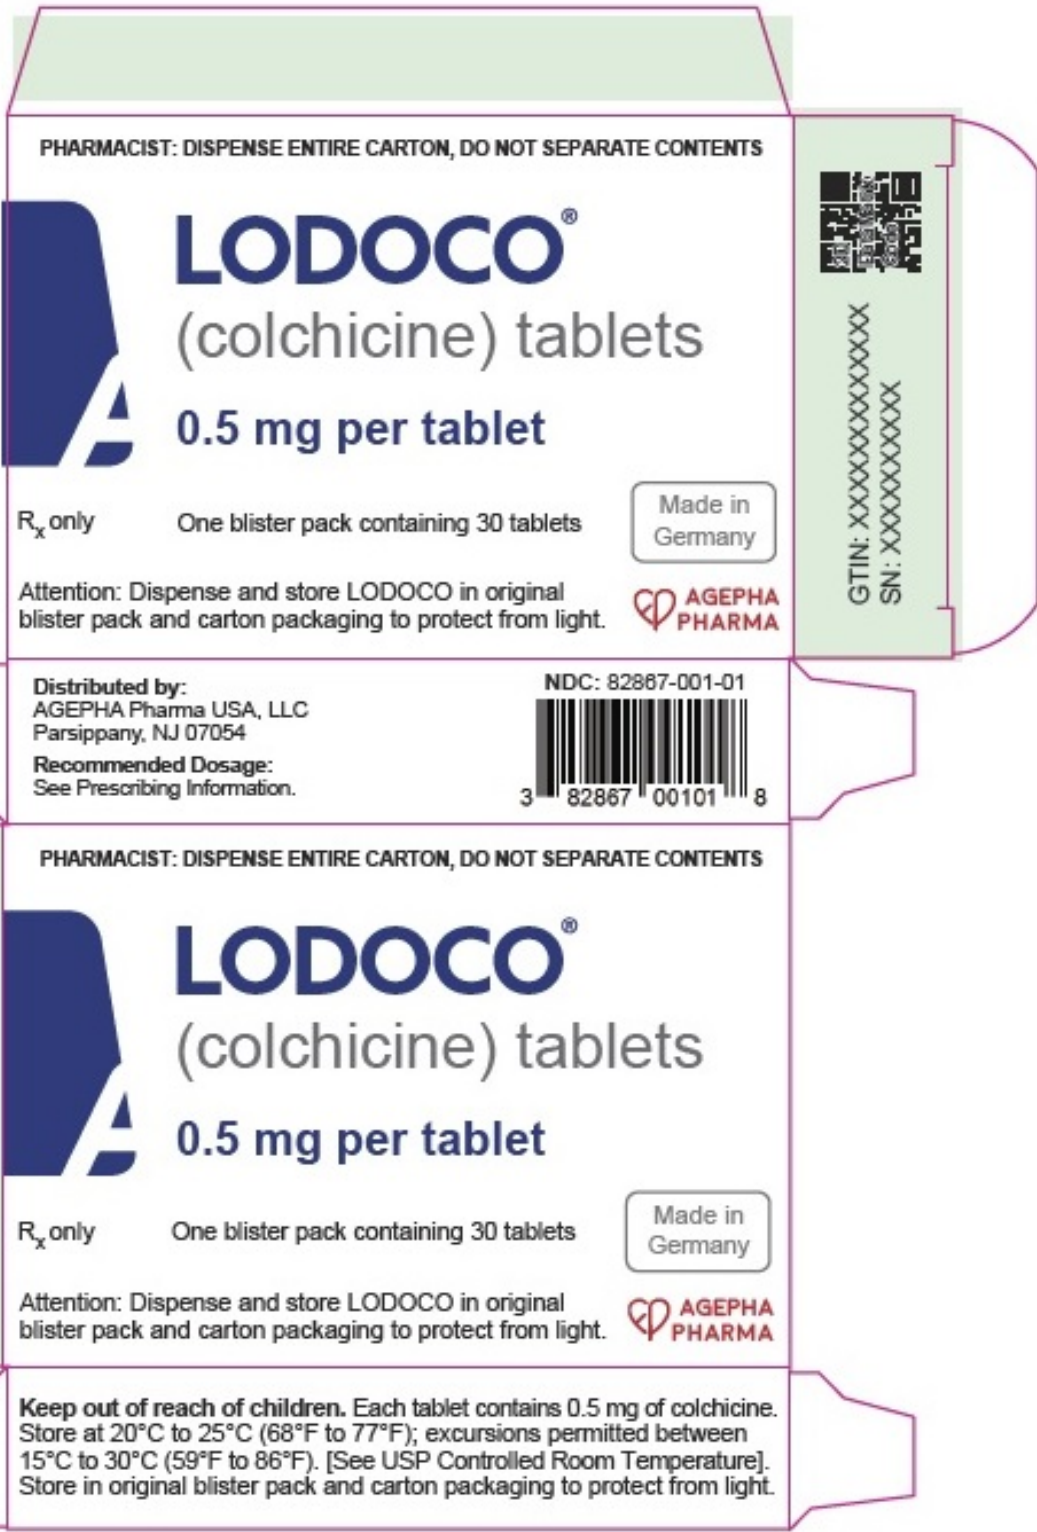 PHARMACIST: DISPENSE ENTIRE CARTON, DO NOT SEPARATE CONTENTS
LODOCO®
(colchicine) tablets
0.5 mg per tablet
Rx only
One blister pack containing 30 tablets
Made in
Germany
Attention: Dispense and store LODOCO in original
blister pack and carton packaging to protect from light.
AGEPHA
PHARMA
GTIN: XXXXXXXXXXXXXX
Distributed by:
AGEPHA Pharma USA, LLC
Parsippany, NJ 07054
Recommended Dosage:
See Prescribing Information.
NDC: 82867-001-01
3 82867 00101 8
PHARMACIST: DISPENSE ENTIRE CARTON, DO NOT SEPARATE CONTENTS
LODOCO®
(colchicine) tablets
0.5 mg per tablet
Rx only
One blister pack containing 30 tablets
Made in
Germany
Attention: Dispense and store LODOCO in original
blister pack and carton packaging to protect from light.
AGEPHA
PHARMA
Keep out of reach of children. Each tablet contains 0.5 mg of colchicine.
Store at 20°C to 25°C (68°F to 77°F); excursions permitted between
15°C to 30°C (59°F to 86°F). [See USP Controlled Room Temperature].
Store in original blister pack and carton packaging to protect from light.